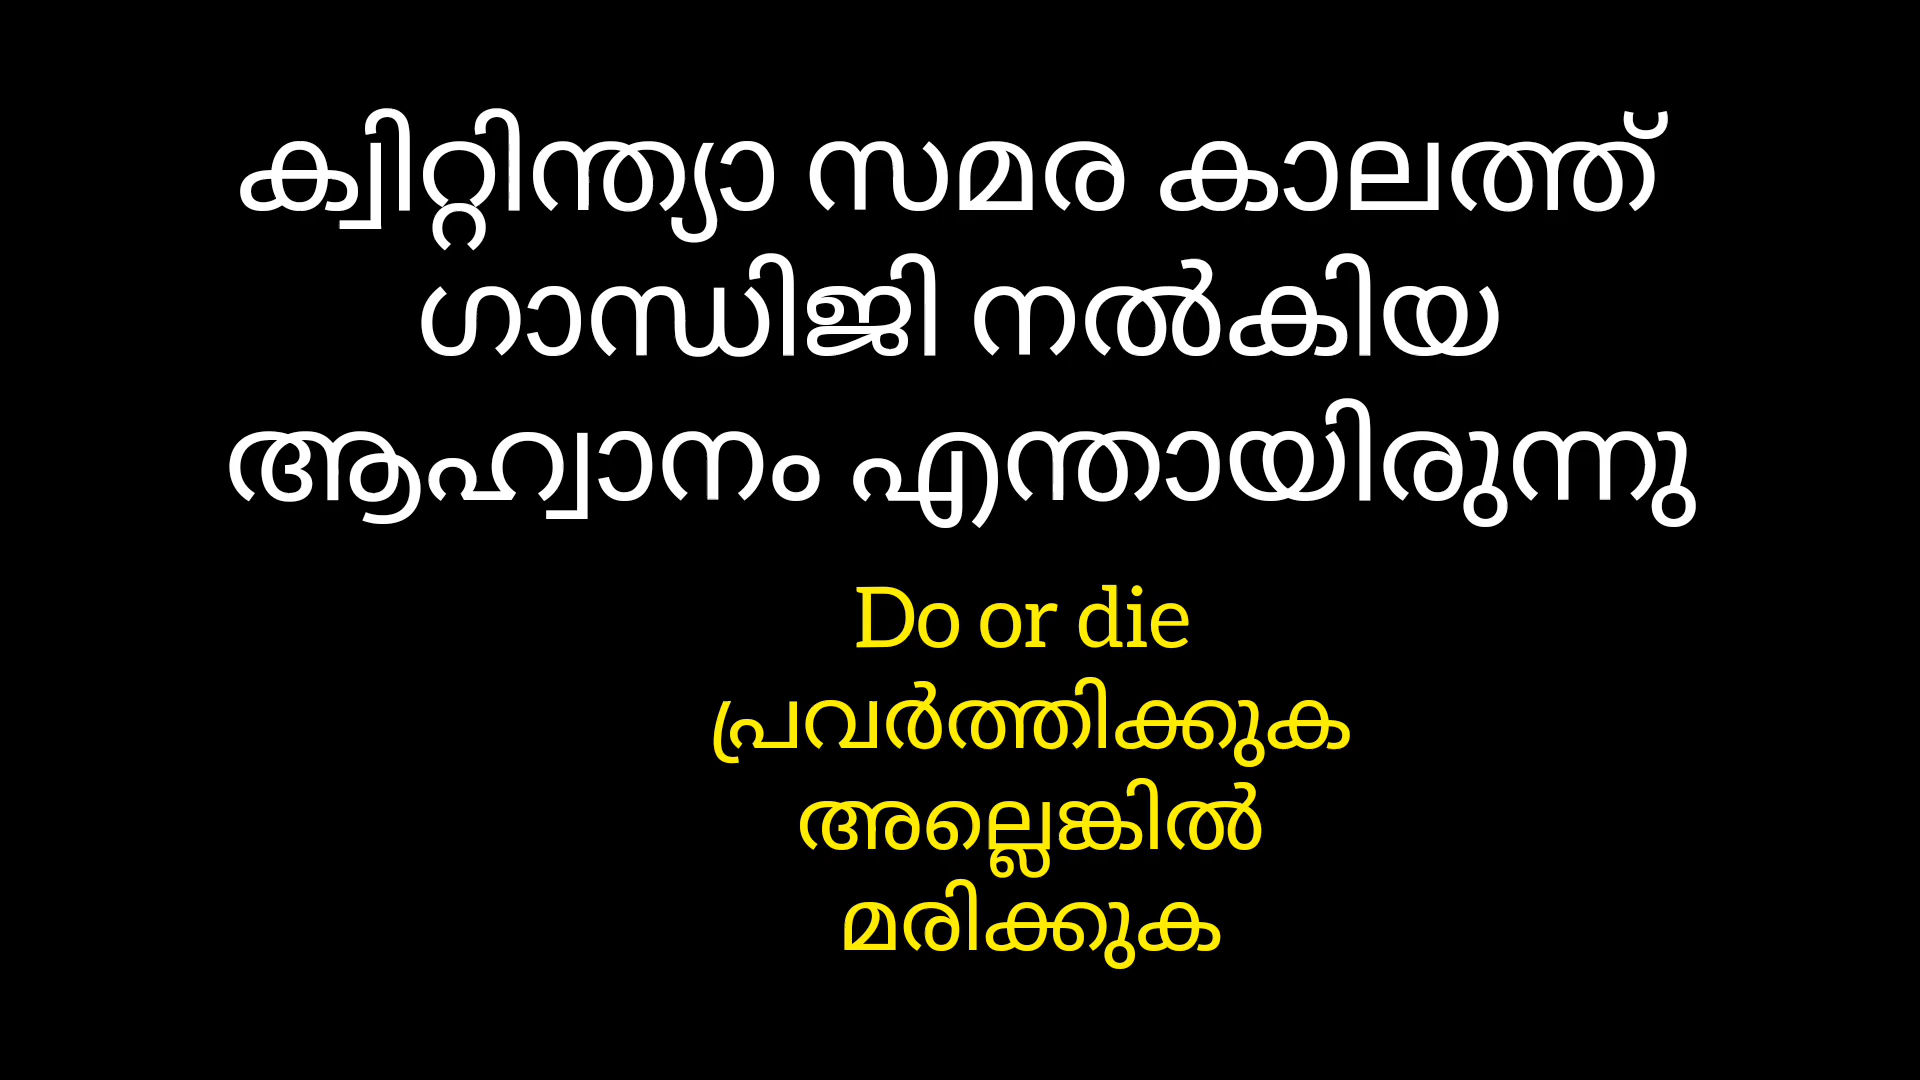 ക്വിറ്റിന്ത്യാ സമര കാലത്ത്
ഗാന്ധിജി നൽകിയ
ആഹ്വാനം എന്തായിരുന്നു
Do or die
പ്രവർത്തിക്കുക
അല്ലെങ്കിൽ
മരിക്കുക